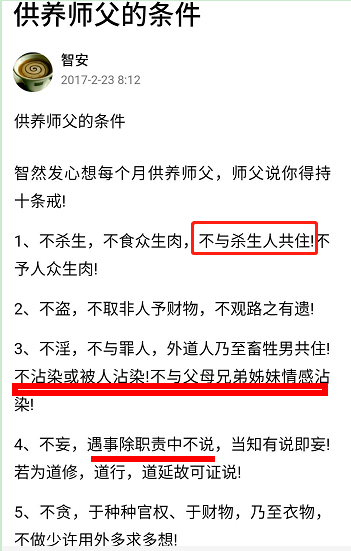 供养师父的条件
智安
2017-2-23 8:12
供养师父的条件
智然发心想每个月供养师父，师父说你得持
十条戒!
1、不杀生，不食众生肉，不与杀生人共住!不
予人众生肉!
2、不盗，不取非人予财物，不观路之有遗!
3、不淫，不与罪人，外道人乃至畜牲男共住!
不沾染或被人沾染!不与父母兄弟姊妹情感沾
染!
4、不妄，遇事除职责中不说，当知有说即妄!
若为道修，道行，道延故可证说!
5、不贪，于种种官权、于财物，乃至衣物，
不做少许用外多求多想!